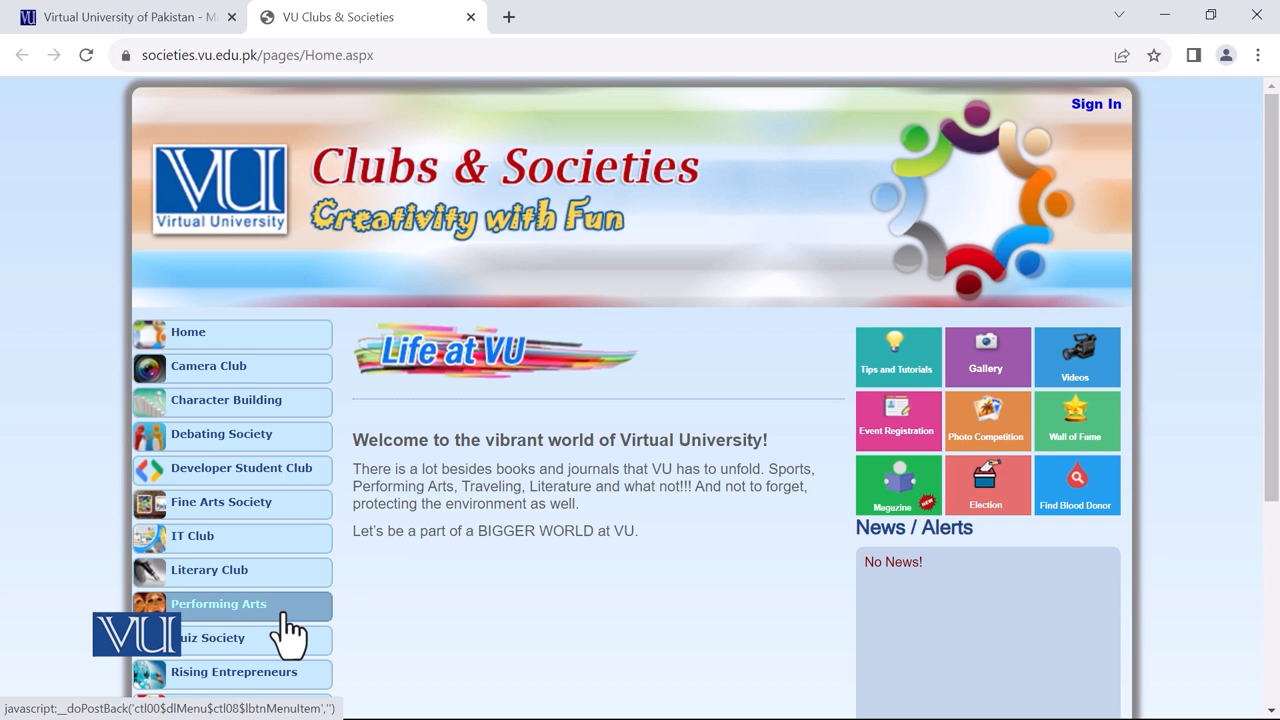 Virtual University of Pakistan - M
VU Clubs & Societies
societies.vu.edu.pk/pages/Home.aspx
Sign In
VU
Virtual University
Clubs & Societies
Creativity with Fun
Home
Camera Club
Character Building
Debating Society
Developer Student Club
Fine Arts Society
IT Club
Literary Club
Performing Arts
uiz Society
Rising Entrepreneurs
VU
Life at VU
Welcome to the vibrant world of Virtual University!
There is a lot besides books and journals that VU has to unfold. Sports,
Performing Arts, Traveling, Literature and what not!!! And not to forget,
protecting the environment as well.
Let's be a part of a BIGGER WORLD at VU.
Tips and Tutorials
Gallery
Videos
Event Registration
Photo Competition
Wall of Fame
Maguzine
NEW
Election
Find Blood Donor
News / Alerts
No News!
javascript:__doPostBack('ctl00$dlMenu$ctl08$lbtnMenuItem','')